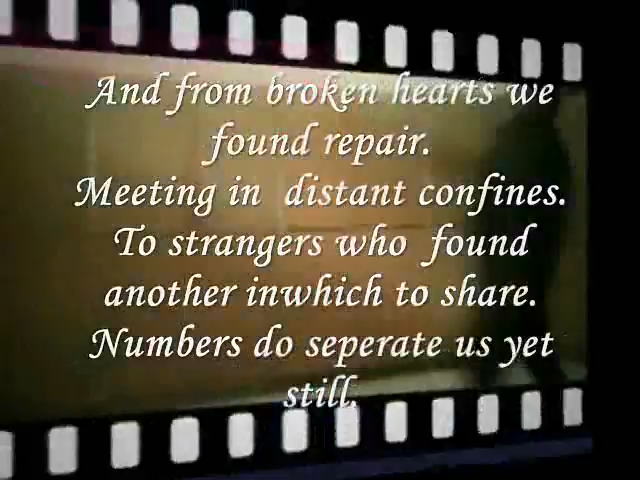 And from broken hearts we
found repair.
Meeting in distant confines.
To strangers who found
another inwhich to share.
Numbers do seperate us yet
still.